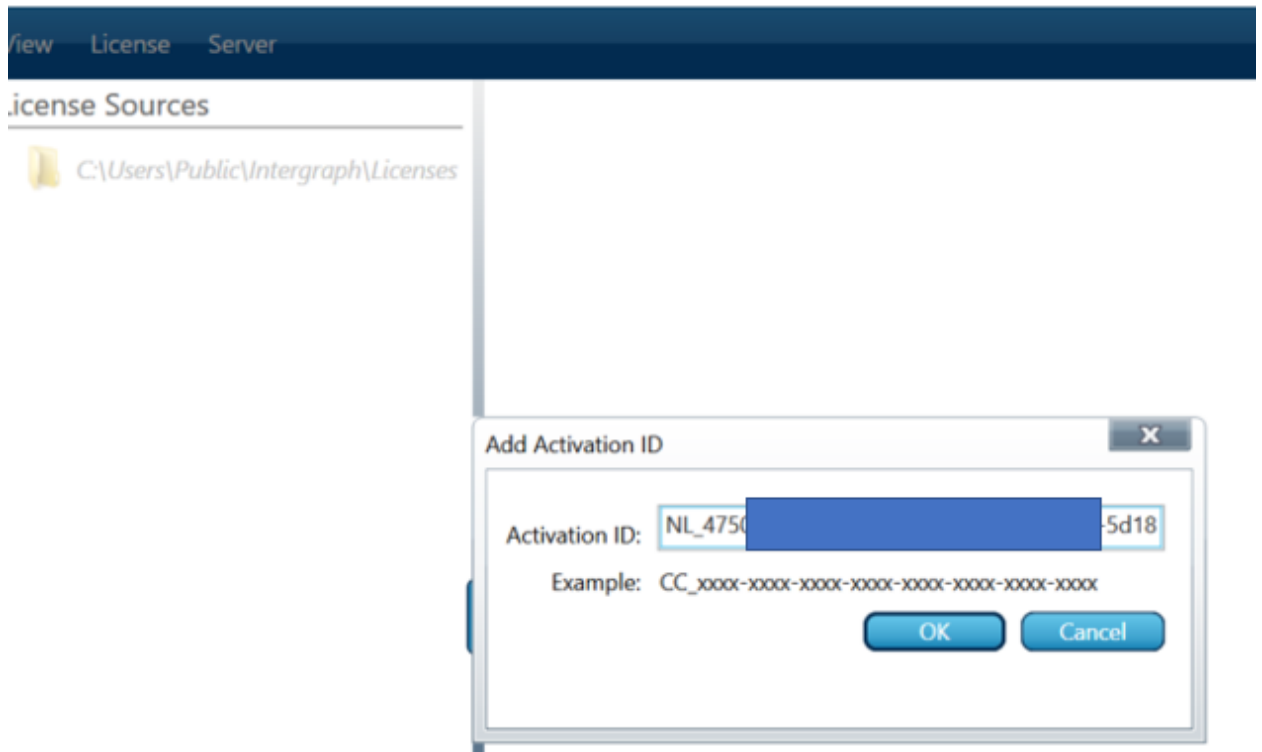 View License Server
License Sources
C:\Users\Public\Intergraph\Licenses
Add Activation ID
x
Activation ID: NL_475 -5d18
Example: CC_xxxx-xxxx-xxxx-xxxx-xxxx-xxxx-xxxx-xxxx
OK Cancel